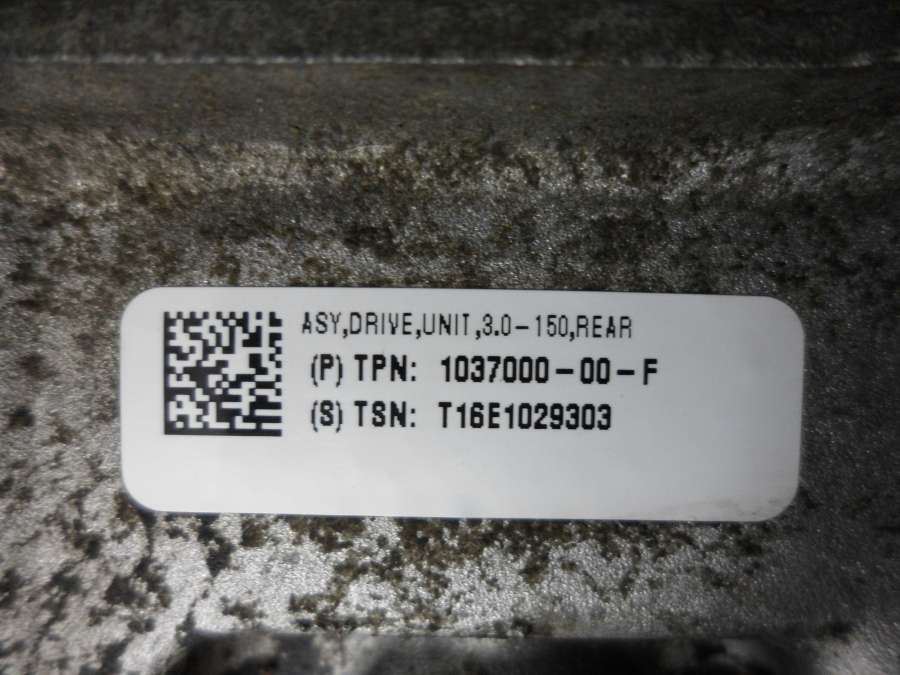 ASY,DRIVE,UNIT,3.0-150,REAR
(P) TPN: 1037000-00-F
(S) TSN: T16E1029303